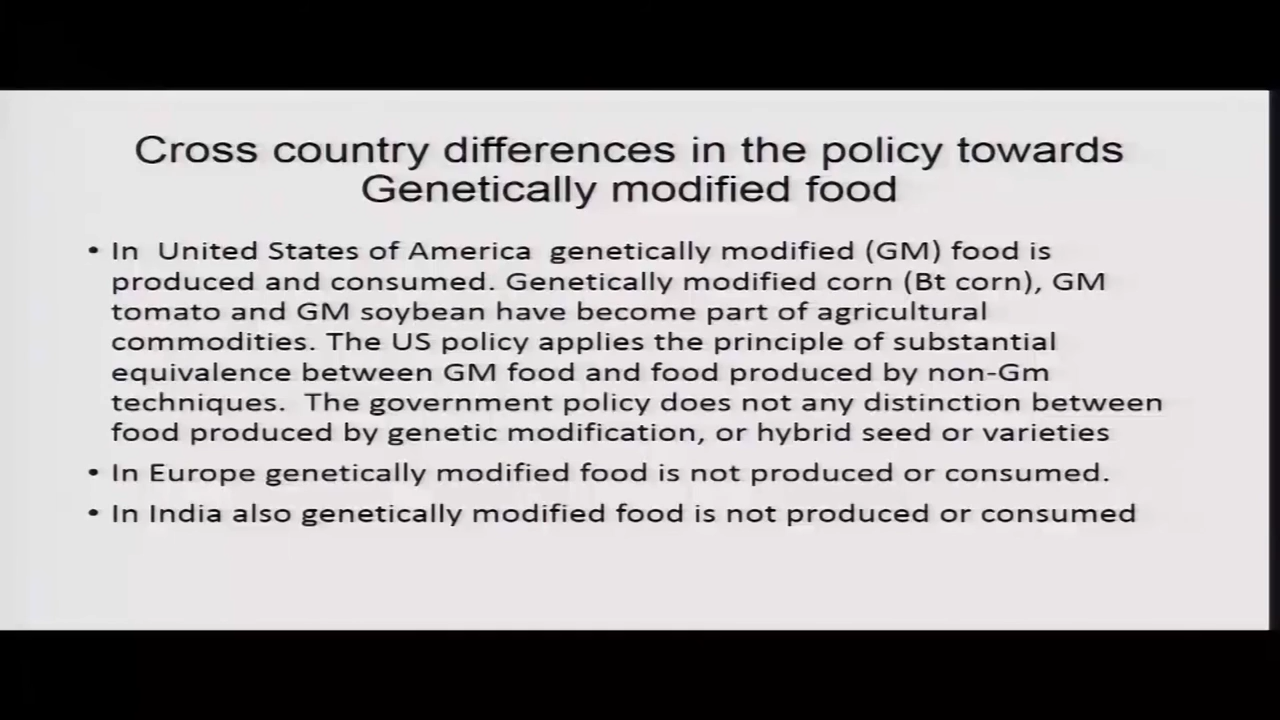 Cross country differences in the policy towards
Genetically modified food
• In  United States of America  genetically modified (GM) food is
produced and consumed. Genetically modified corn (Bt corn), GM
tomato and GM soybean have become part of agricultural
commodities. The US policy applies the principle of substantial
equivalence between GM food and food produced by non-Gm
techniques.  The government policy does not any distinction between
food produced by genetic modification, or hybrid seed or varieties
• In Europe genetically modified food is not produced or consumed.
• In India also genetically modified food is not produced or consumed